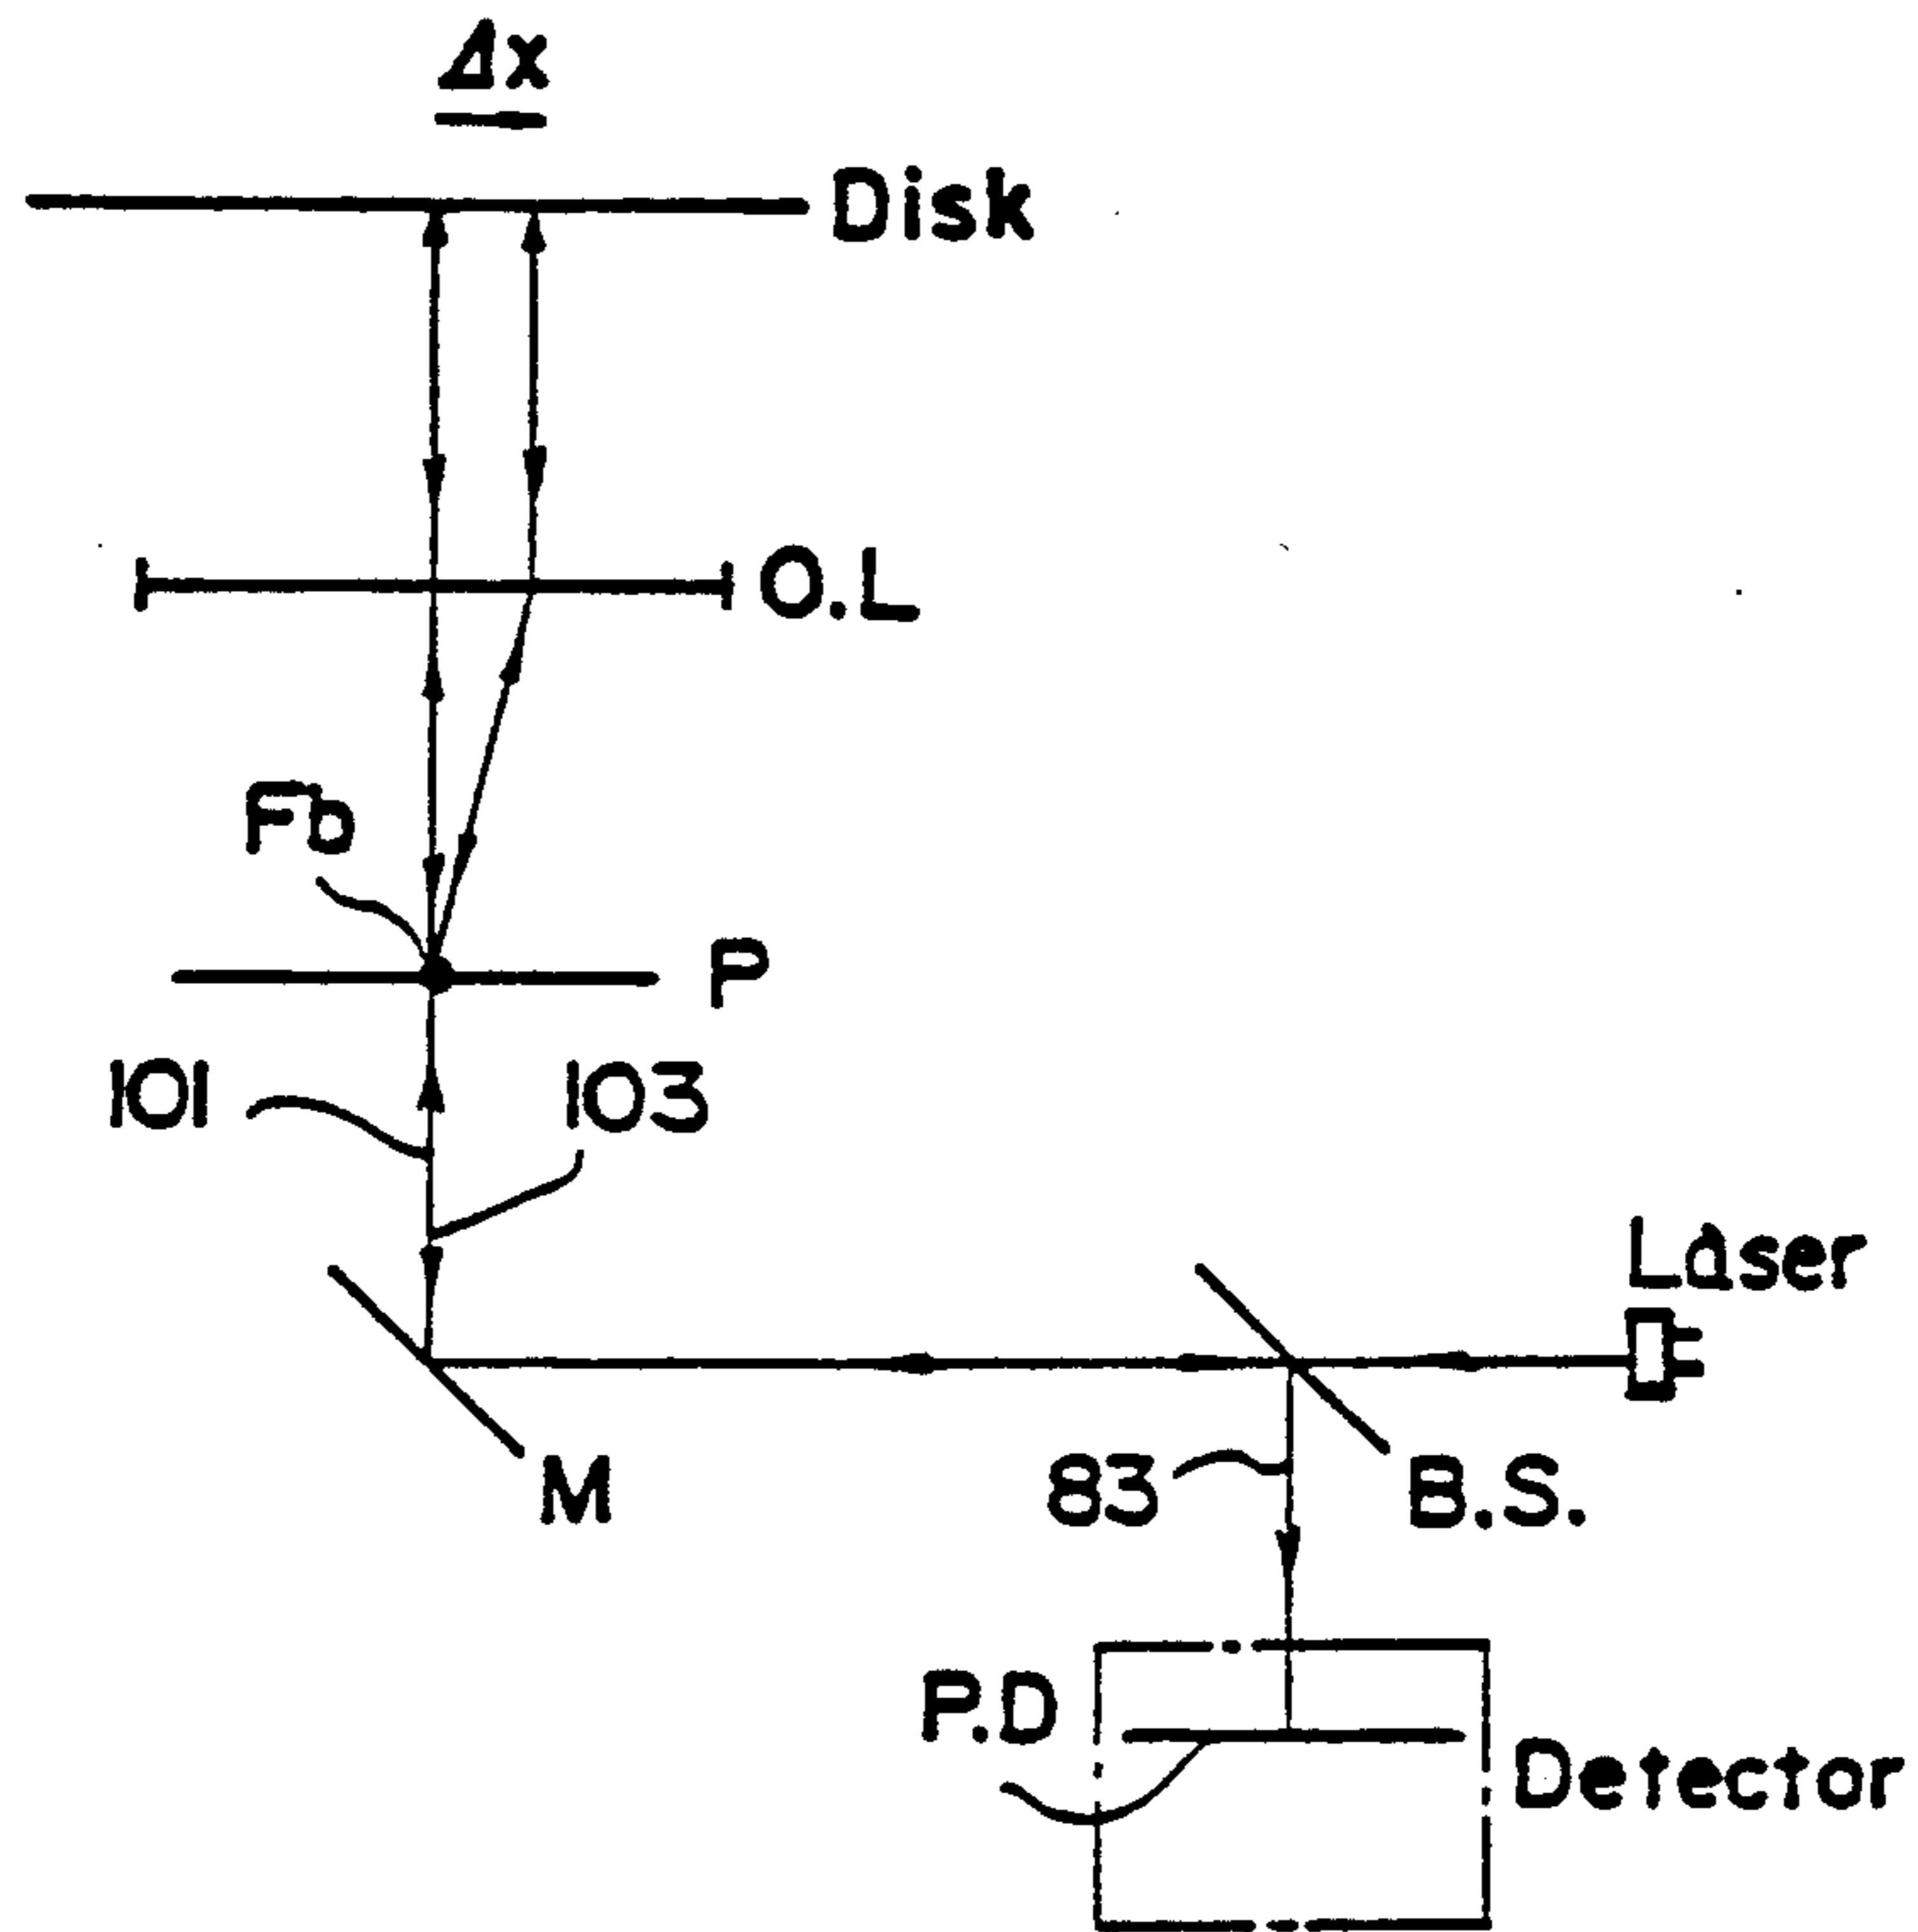 Δx
Disk
O.L
Fb
P
101
103
Laser
M
83
B.S.
P.D
Detector